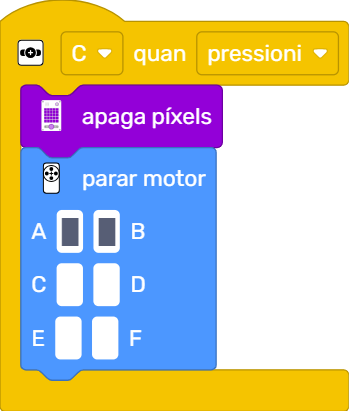 C quan pressioni
apaga píxels
parar motor
A B
C D
E F